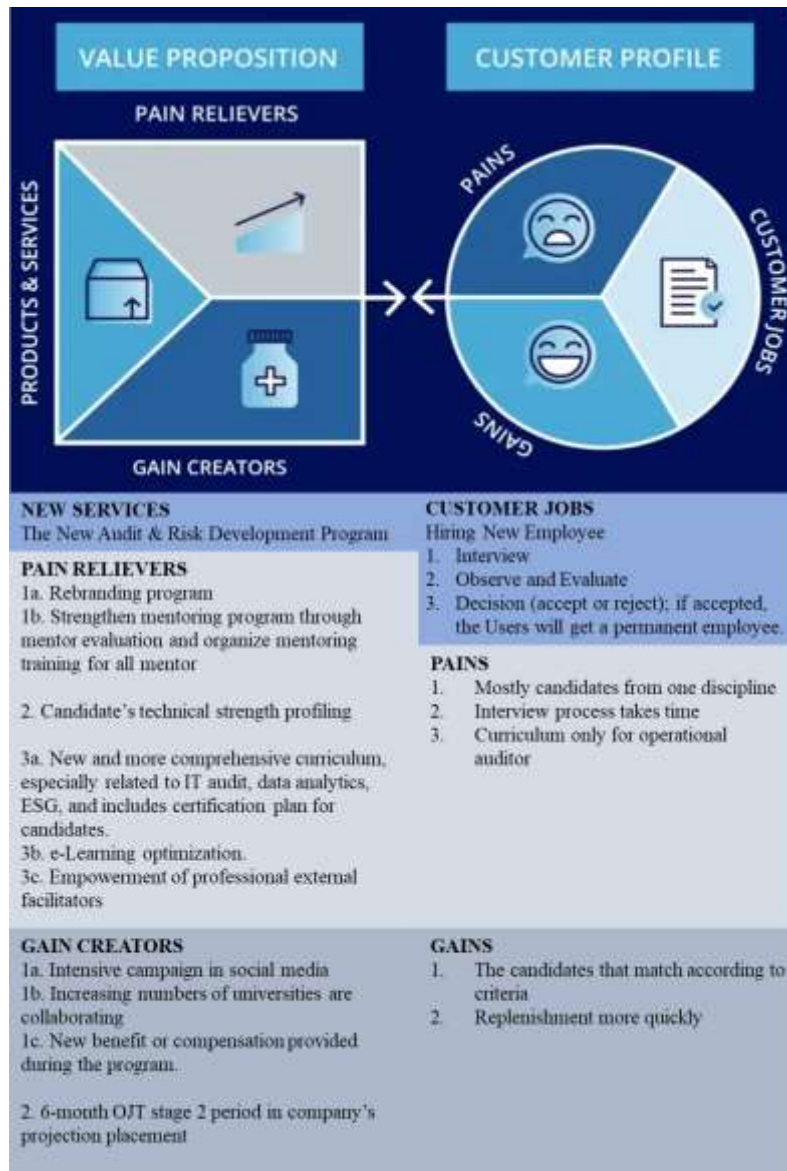 VALUE PROPOSITION
CUSTOMER PROFILE
PAIN RELIEVERS
PRODUCTS & SERVICES
GAIN CREATORS
PAINS
GAINS
CUSTOMER JOBS
NEW SERVICES
The New Audit & Risk Development Program
PAIN RELIEVERS
1a. Rebranding program
1b. Strengthen mentoring program through
mentor evaluation and organize mentoring
training for all mentor
2. Candidate's technical strength profiling
3a. New and more comprehensive curriculum,
especially related to IT audit, data analytics,
ESG, and includes certification plan for
candidates.
3b. e-Learning optimization.
3c. Empowerment of professional external
facilitators
GAIN CREATORS
1a. Intensive campaign in social media
1b. Increasing numbers of universities are
collaborating
1c. New benefit or compensation provided
during the program.
2. 6-month OJT stage 2 period in company's
projection placement
CUSTOMER JOBS
Hiring New Employee
1. Interview
2. Observe and Evaluate
3. Decision (accept or reject); if accepted,
the Users will get a permanent employee.
PAINS
1. Mostly candidates from one discipline
2. Interview process takes time
3. Curriculum only for operational
auditor
GAINS
1. The candidates that match according to
criteria
2. Replenishment more quickly